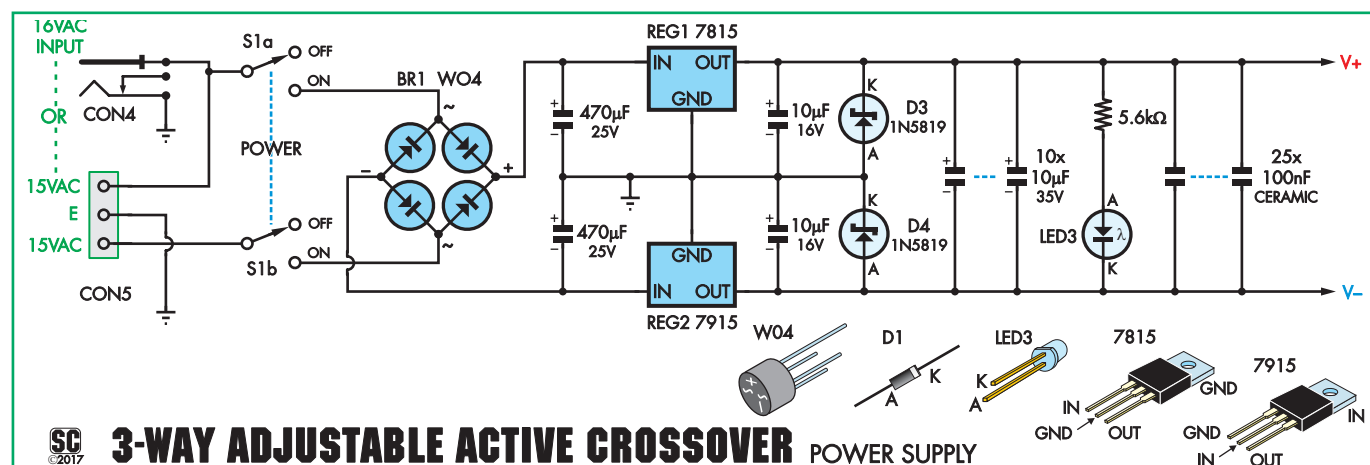 16VAC
INPUT
OR
15VAC
E
15VAC
CON4
CON5
S1a
OFF
ON
POWER
OFF
ON
S1b
BR1 WO4
~
– +
~
+
470µF
25V
–
+
470µF
25V
–
REG1 7815
IN OUT
GND
GND
IN OUT
REG2 7915
+
10µF
16V
–
+
10µF
16V
–
K
D3
1N5819
A
K
D4
1N5819
A
+ +
10x
10µF
35V
– –
5.6kΩ
A
LED3
λ
K
25x
100nF
CERAMIC
V+
V–
W04
+
~
~
–
D1
A K
LED3
K
A
7815
IN
GND
OUT
GND
7915
GND
IN
OUT
IN
SC
©2017
3-WAY ADJUSTABLE ACTIVE CROSSOVER POWER SUPPLY